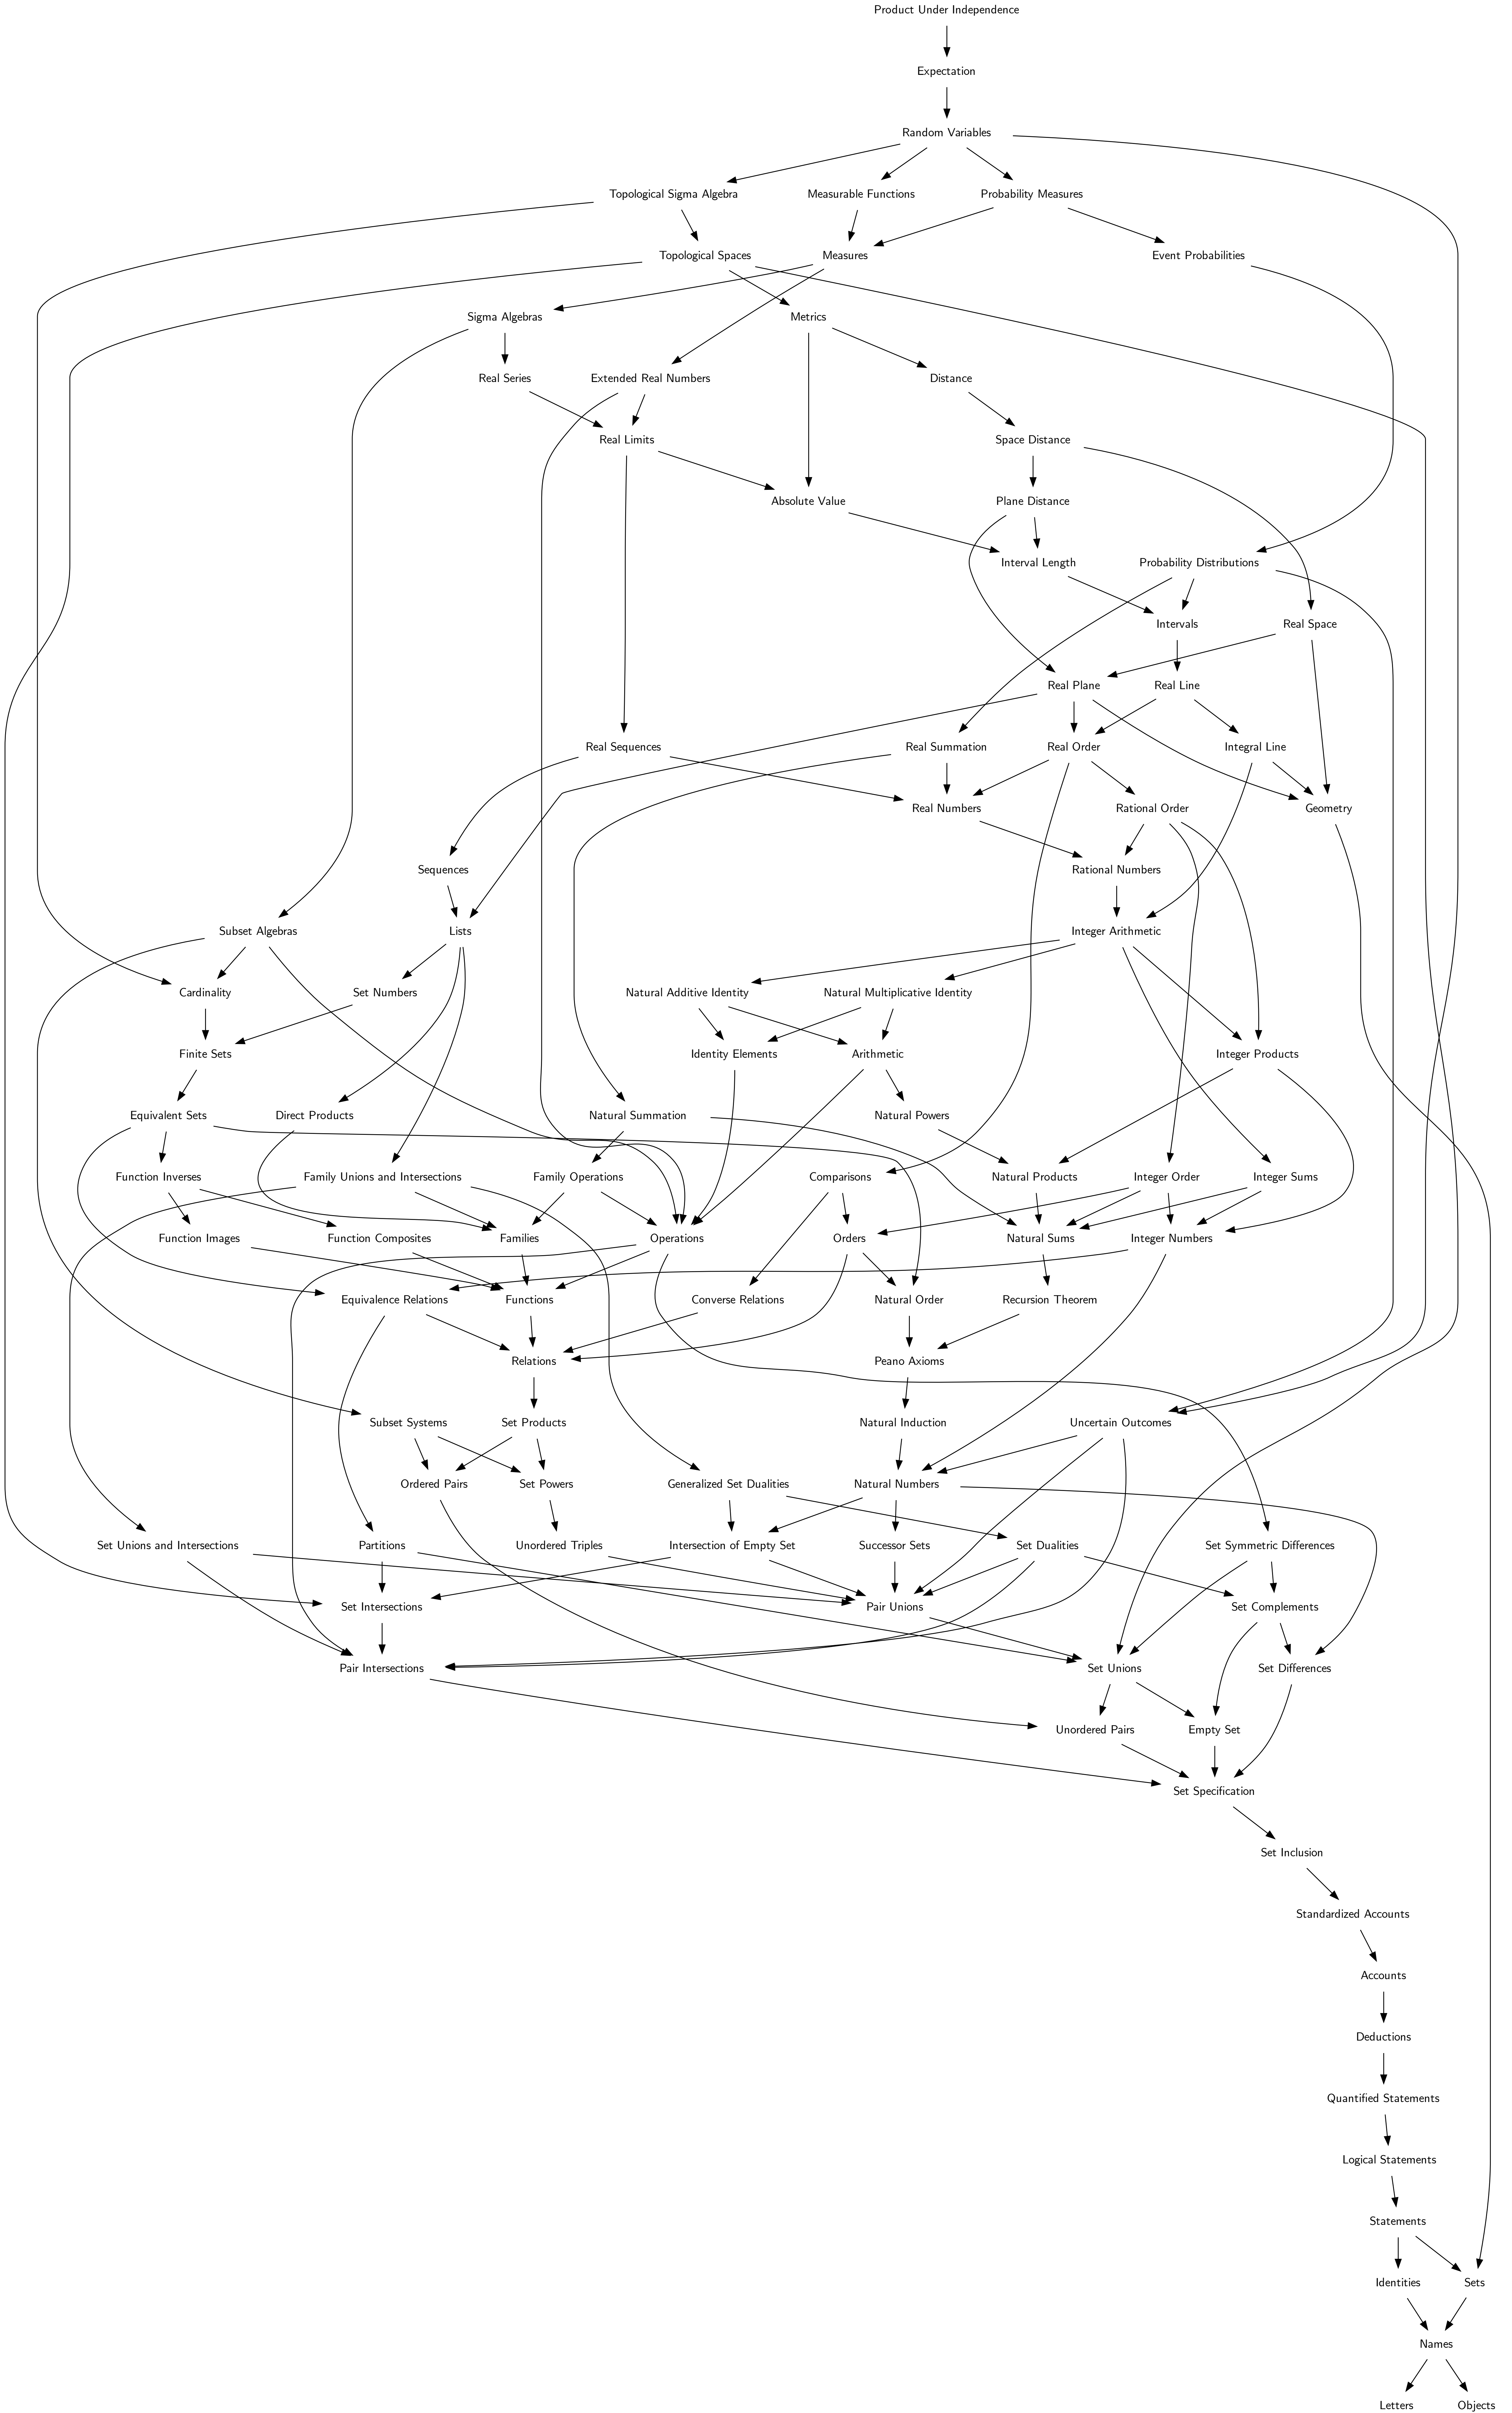 Product Under Independence
Expectation
Random Variables
Topological Sigma Algebra
Measurable Functions
Probability Measures
Topological Spaces
Measures
Event Probabilities
Sigma Algebras
Metrics
Real Series
Extended Real Numbers
Distance
Real Limits
Space Distance
Absolute Value
Plane Distance
Interval Length
Probability Distributions
Intervals
Real Space
Real Plane
Real Line
Real Sequences
Real Summation
Real Order
Integral Line
Real Numbers
Rational Order
Geometry
Sequences
Rational Numbers
Subset Algebras
Lists
Integer Arithmetic
Cardinality
Set Numbers
Natural Additive Identity
Natural Multiplicative Identity
Finite Sets
Identity Elements
Arithmetic
Integer Products
Equivalent Sets
Direct Products
Natural Summation
Natural Powers
Function Inverses
Family Unions and Intersections
Family Operations
Comparisons
Natural Products
Integer Order
Integer Sums
Function Images
Function Composites
Families
Operations
Orders
Natural Sums
Integer Numbers
Equivalence Relations
Functions
Converse Relations
Natural Order
Recursion Theorem
Relations
Peano Axioms
Subset Systems
Set Products
Natural Induction
Uncertain Outcomes
Ordered Pairs
Set Powers
Generalized Set Dualities
Natural Numbers
Set Unions and Intersections
Partitions
Unordered Triples
Intersection of Empty Set
Successor Sets
Set Dualities
Set Symmetric Differences
Set Intersections
Pair Unions
Set Complements
Pair Intersections
Set Unions
Set Differences
Unordered Pairs
Empty Set
Set Specification
Set Inclusion
Standardized Accounts
Accounts
Deductions
Quantified Statements
Logical Statements
Statements
Identities
Sets
Names
Letters
Objects